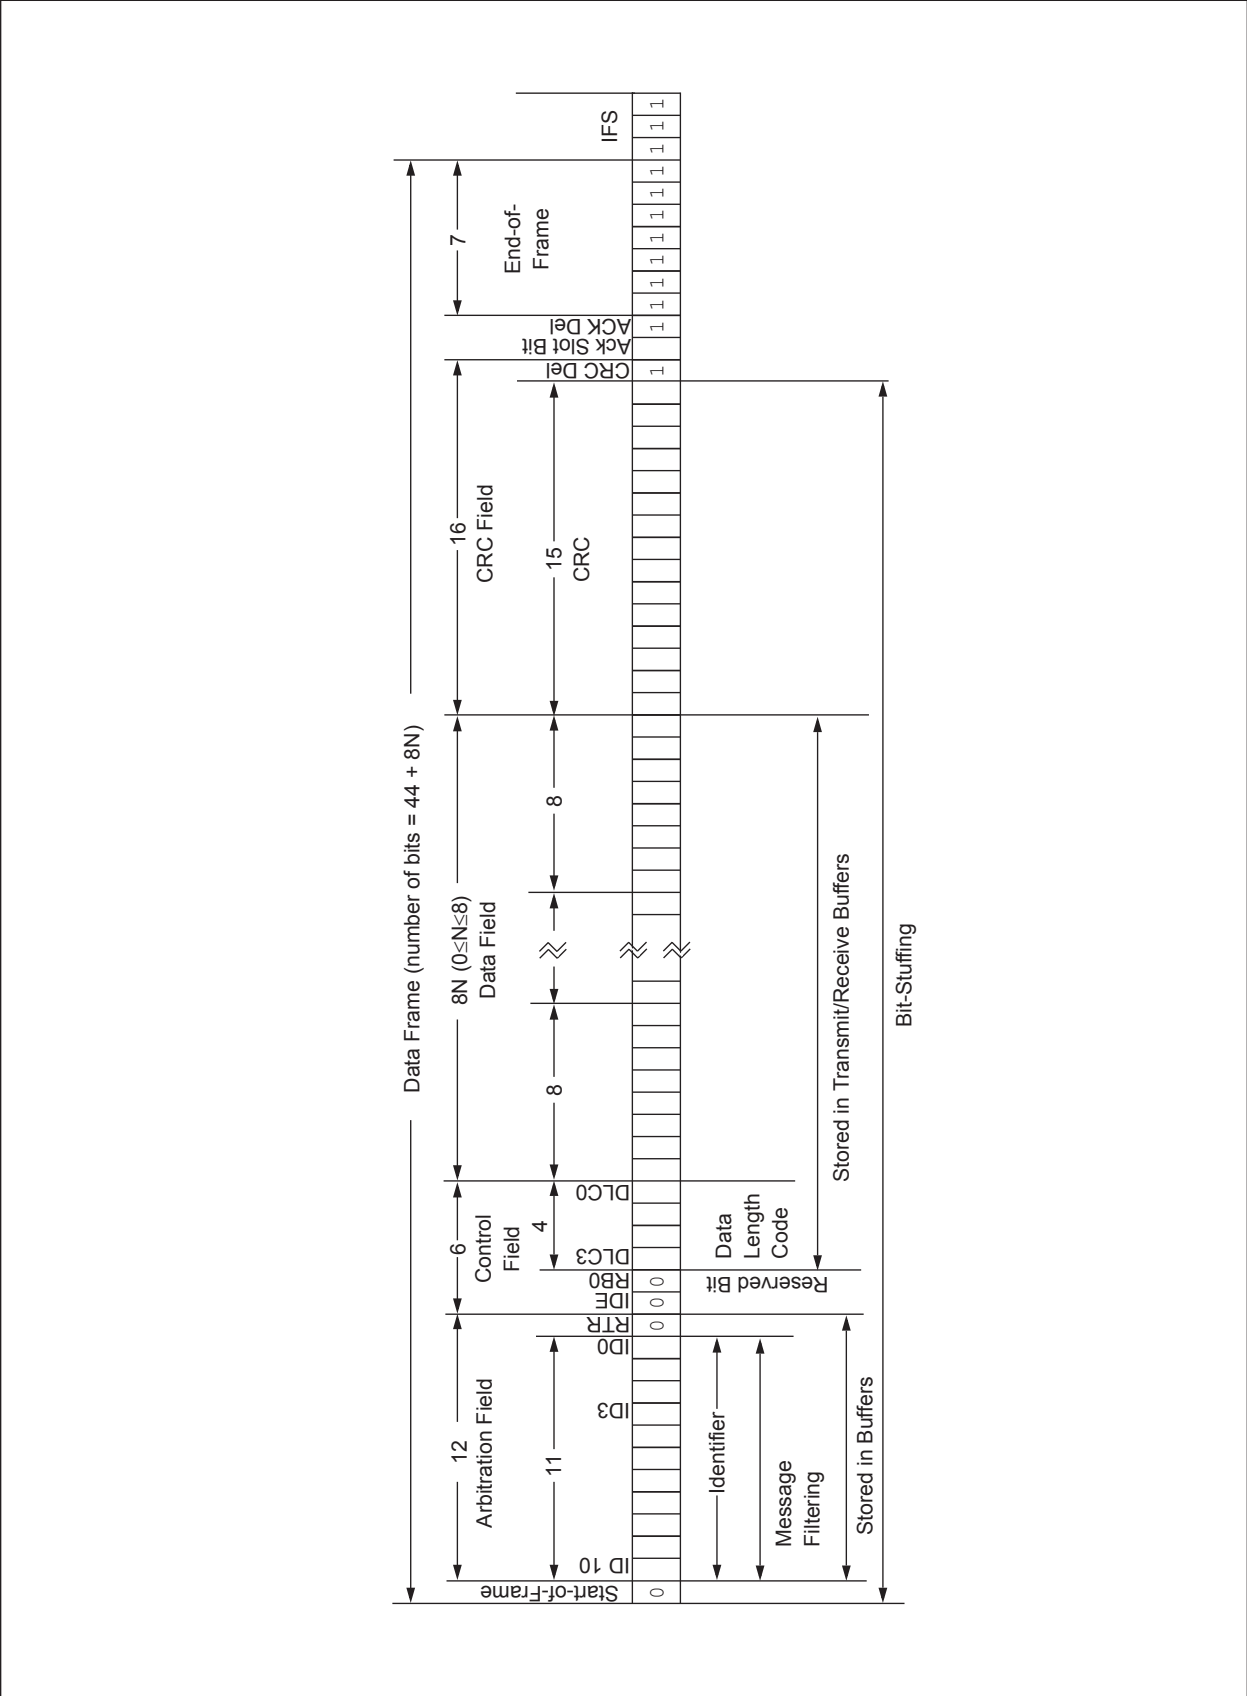 Data Frame (number of bits = 44 + 8N)
12
Arbitration Field
6
Control
Field
8N (0≤N≤8)
Data Field
16
CRC Field
7
End-of-
Frame
11
4
8
8
15
CRC
IFS
Start-of-Frame
ID 10
ID3
ID0
RTR
IDE
RB0
DLC3
DLC0
CRC Del
Ack Slot Bit
ACK Del
0
0
0
0
1
1
1
1
1
1
1
1
1
1
1
1
Identifier
Message
Filtering
Stored in Buffers
Reserved Bit
Data
Length
Code
Stored in Transmit/Receive Buffers
Bit-Stuffing